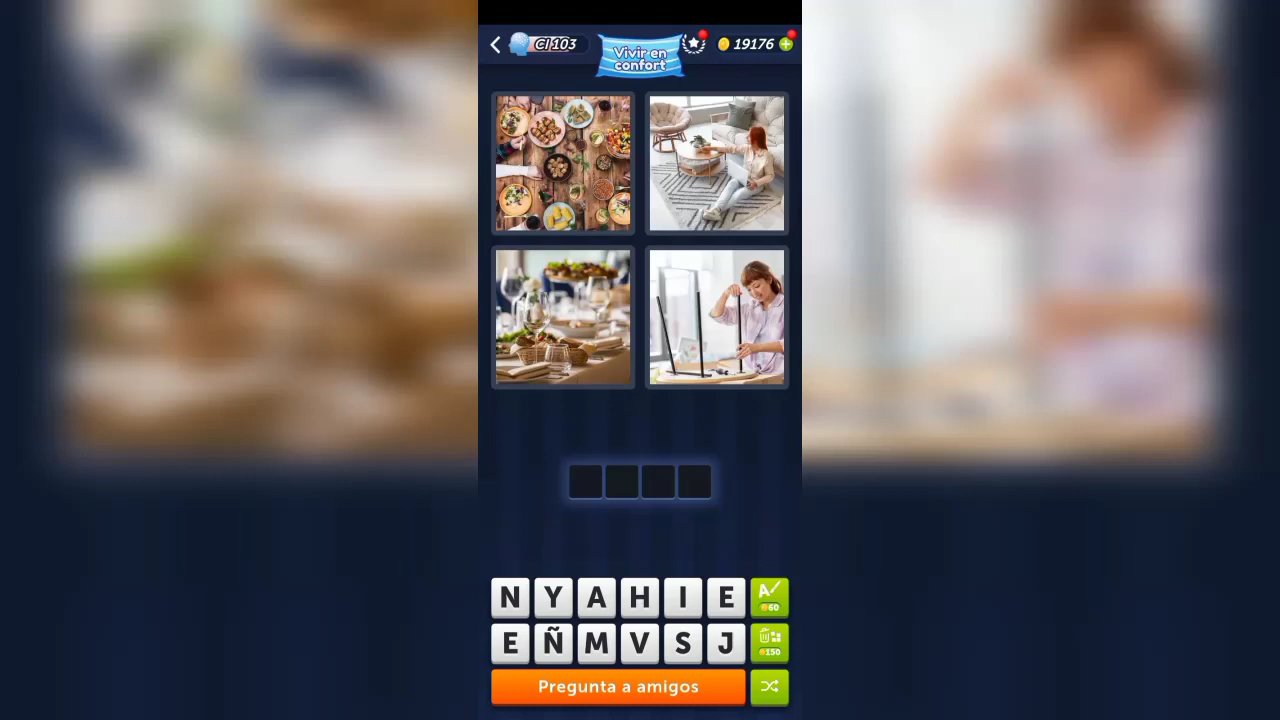 CI 103
Vivir en
confort
19176
N Y A H I E
60
E Ñ M V S J
150
Pregunta a amigos